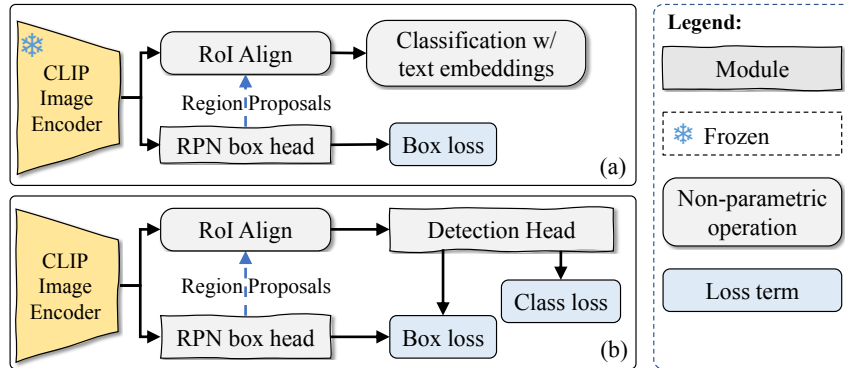 CLIP
Image
Encoder
RoI Align
Classification w/
text embeddings
Region Proposals
RPN box head
Box loss
(a)
CLIP
Image
Encoder
RoI Align
Detection Head
Region Proposals
Class loss
RPN box head
Box loss
(b)
Legend:
Module
Frozen
Non-parametric
operation
Loss term